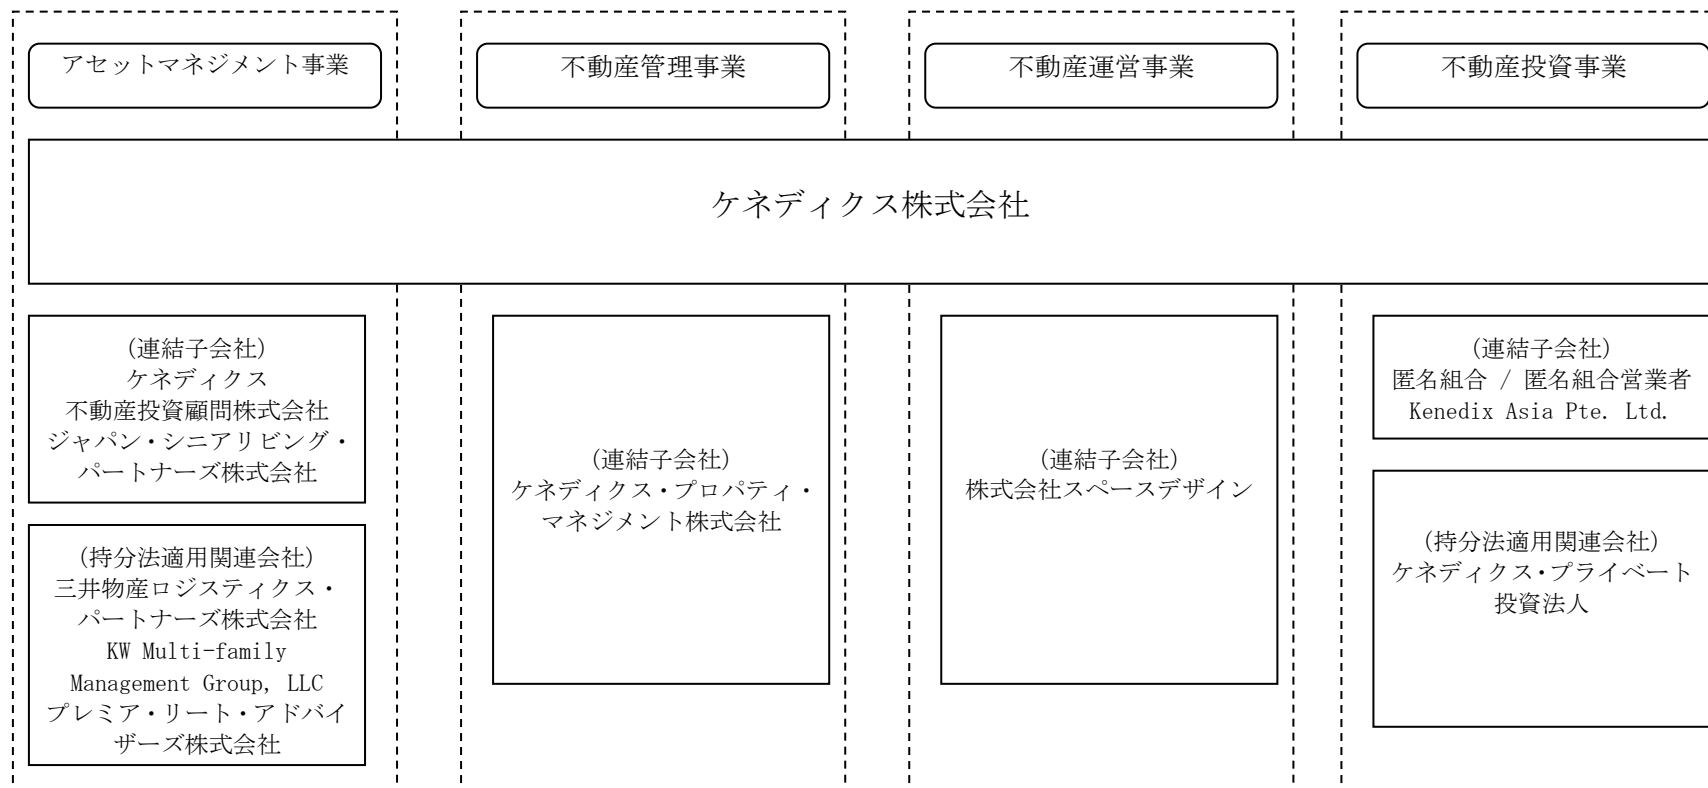 アセットマネジメント事業
不動産管理事業
不動産運営事業
不動産投資事業
ケネディクス株式会社
（連結子会社）
ケネディクス
不動産投資顧問株式会社
ジャパン・シニアリビング・
パートナーズ株式会社
（持分法適用関連会社）
三井物産ロジスティクス・
パートナーズ株式会社
KW Multi-family
Management Group, LLC
プレミア・リート・アドバイ
ザーズ株式会社
（連結子会社）
ケネディクス・プロパティ・
マネジメント株式会社
（連結子会社）
株式会社スペースデザイン
（連結子会社）
匿名組合 / 匿名組合営業者
Kenedix Asia Pte. Ltd.
（持分法適用関連会社）
ケネディクス・プライベート
投資法人